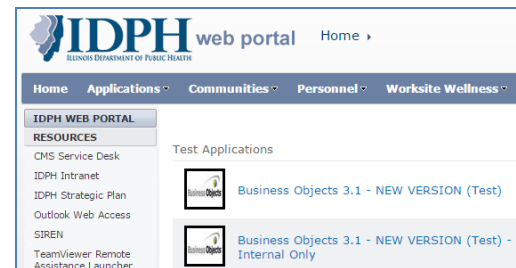 IDPH web portal Home
ILLINOIS DEPARTMENT OF PUBLIC HEALTH
Home Applications Communities Personnel Worksite Wellness
IDPH WEB PORTAL
RESOURCES
CMS Service Desk
IDPH Intranet
IDPH Strategic Plan
Outlook Web Access
SIREN
TeamViewer Remote
Assistance Launcher
Test Applications
Business Objects
Business Objects 3.1 - NEW VERSION (Test)
Business Objects
Business Objects 3.1 - NEW VERSION (Test) -
Internal Only